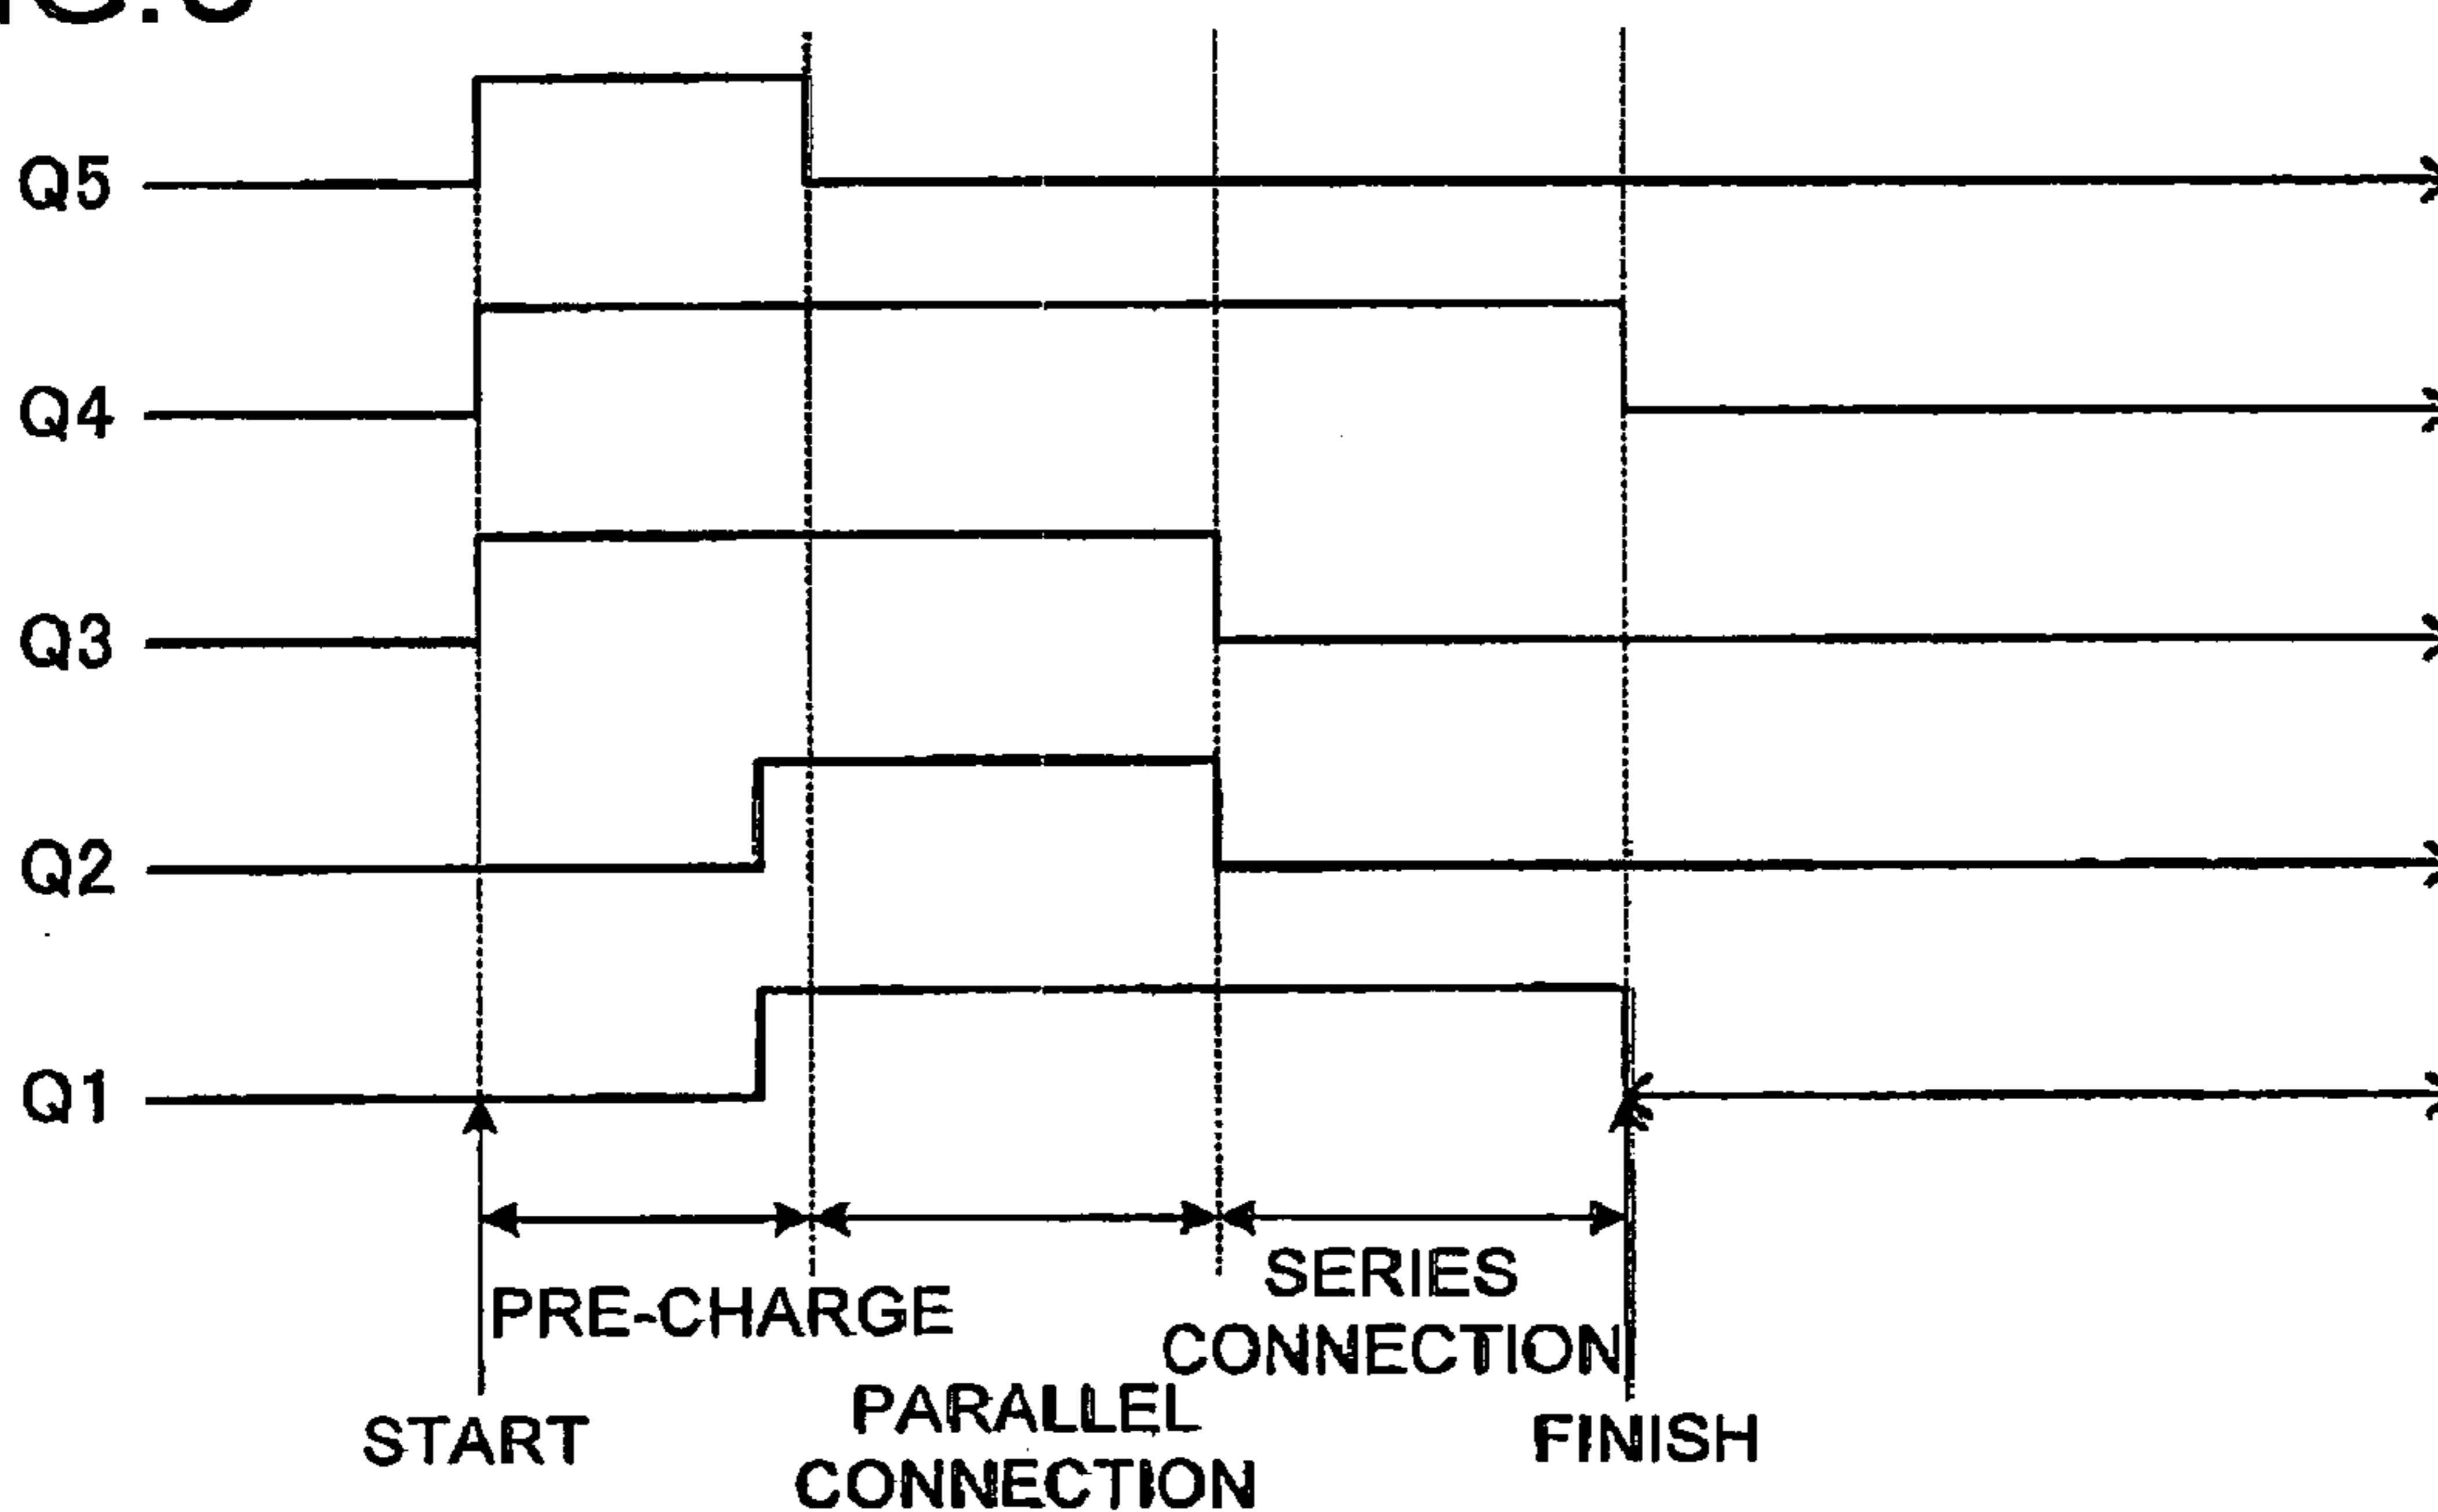 Q5
Q4
Q3
Q2
Q1
PRE-CHARGE
SERIES
CONNECTION
START
PARALLEL
CONNECTION
FINISH